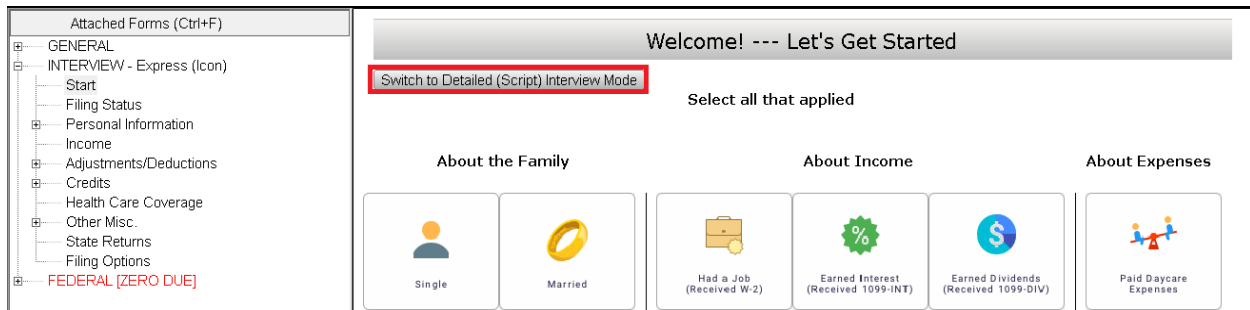 Attached Forms (Ctrl+F)
GENERAL
INTERVIEW - Express (Icon)
Start
Filing Status
Personal Information
Income
Adjustments/Deductions
Credits
Health Care Coverage
Other Misc.
State Returns
Filing Options
FEDERAL [ZERO DUE]
Welcome! --- Let's Get Started
Switch to Detailed (Script) Interview Mode
Select all that applied
About the Family
Single
Married
About Income
Had a Job
(Received W-2)
Earned Interest
(Received 1099-INT)
Earned Dividends
(Received 1099-DIV)
About Expenses
Paid Daycare
Expenses